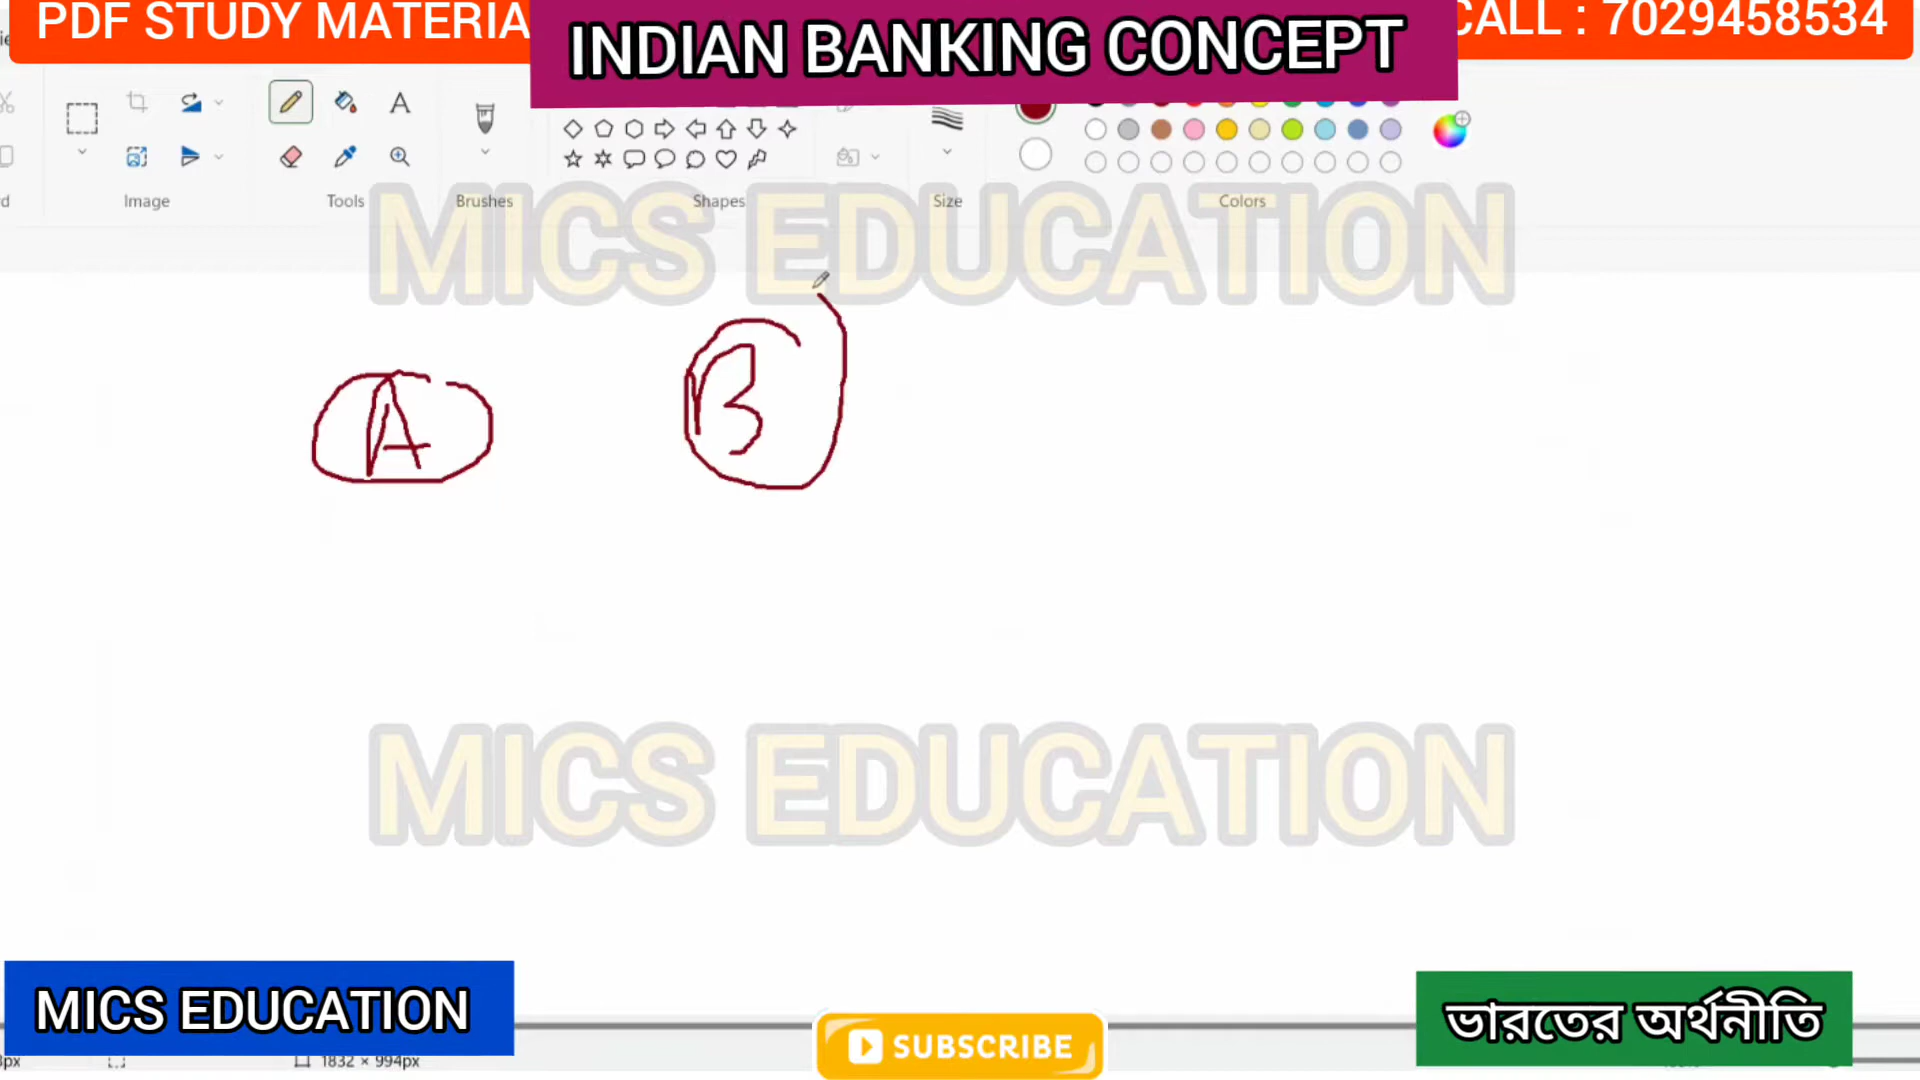 PDF STUDY MATERIA
INDIAN BANKING CONCEPT
CALL : 7029458534
Image
Tools
Brushes
Shapes
Size
Colors
MICS EDUCATION
A
B
MICS EDUCATION
MICS EDUCATION
SUBSCRIBE
ভারতের অর্থনীতি
1832 × 994px